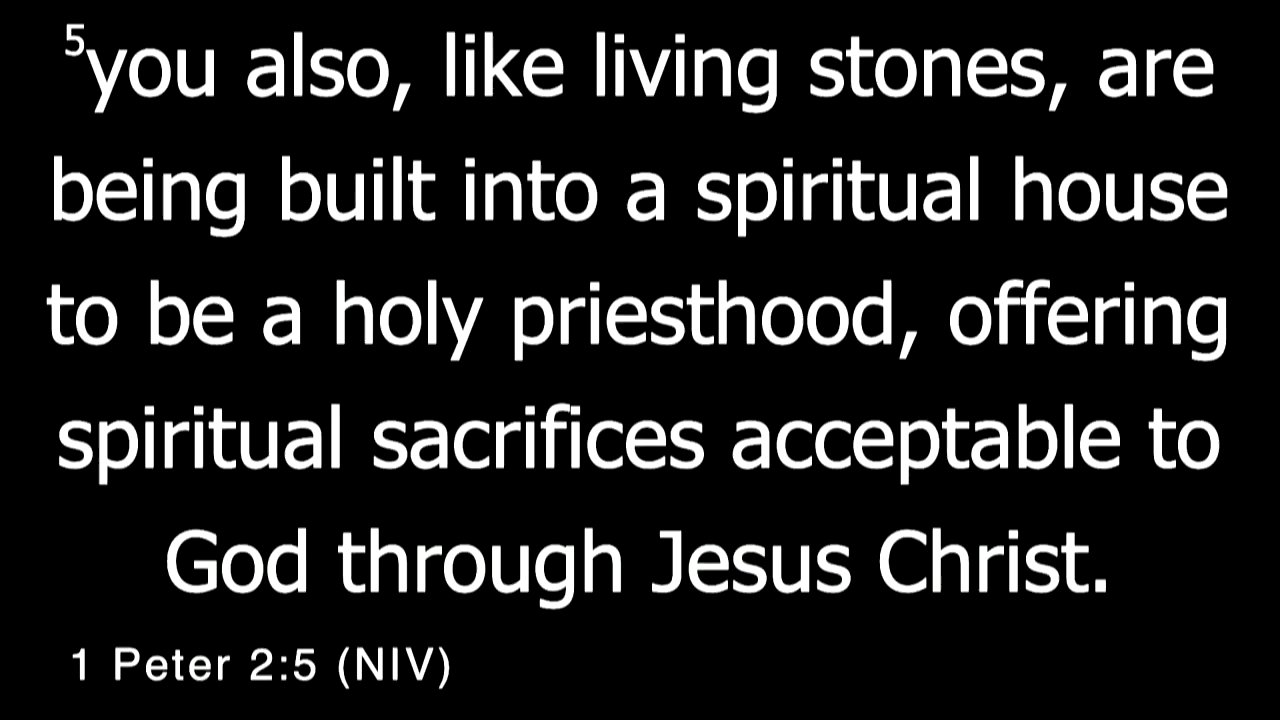 5you also, like living stones, are
being built into a spiritual house
to be a holy priesthood, offering
spiritual sacrifices acceptable to
God through Jesus Christ.
1 Peter 2:5 (NIV)